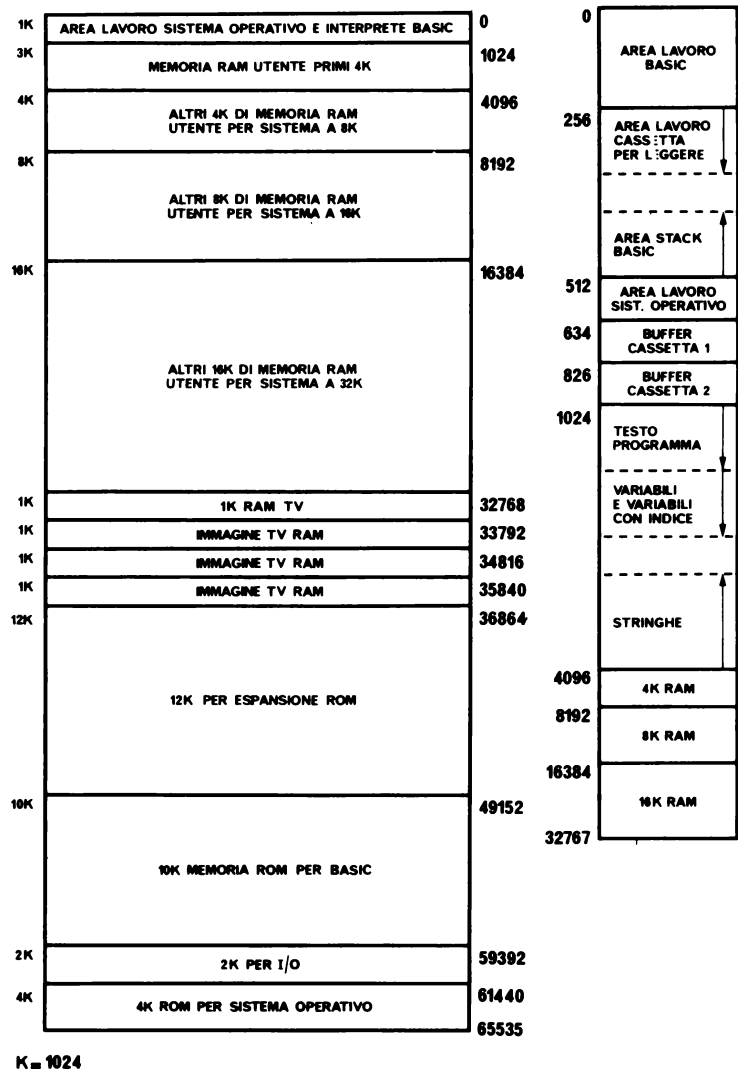 1K AREA LAVORO SISTEMA OPERATIVO E INTERPRETE BASIC 0
3K MEMORIA RAM UTENTE PRIMI 4K 1024
4K ALTRI 4K DI MEMORIA RAM 4096
UTENTE PER SISTEMA A 8K
8K ALTRI 8K DI MEMORIA RAM 8192
UTENTE PER SISTEMA A 16K
16K 16384
ALTRI 16K DI MEMORIA RAM
UTENTE PER SISTEMA A 32K
1K 1K RAM TV 32768
1K IMMAGINE TV RAM 33792
1K IMMAGINE TV RAM 34816
1K IMMAGINE TV RAM 35840
12K 36864
12K PER ESPANSIONE ROM
10K 49152
10K MEMORIA ROM PER BASIC
2K 2K PER I/O 59392
4K 4K ROM PER SISTEMA OPERATIVO 61440
65535
K=1024
0
AREA LAVORO
BASIC
256
AREA LAVORO
CASSETTA
PER LEGGERE
AREA STACK
BASIC
512
AREA LAVORO
SIST. OPERATIVO
634
BUFFER
CASSETTA 1
826
BUFFER
CASSETTA 2
1024
TESTO
PROGRAMMA
VARIABILI
E VARIABILI
CON INDICE
STRINGHE
4096
4K RAM
8192
8K RAM
16384
16K RAM
32767